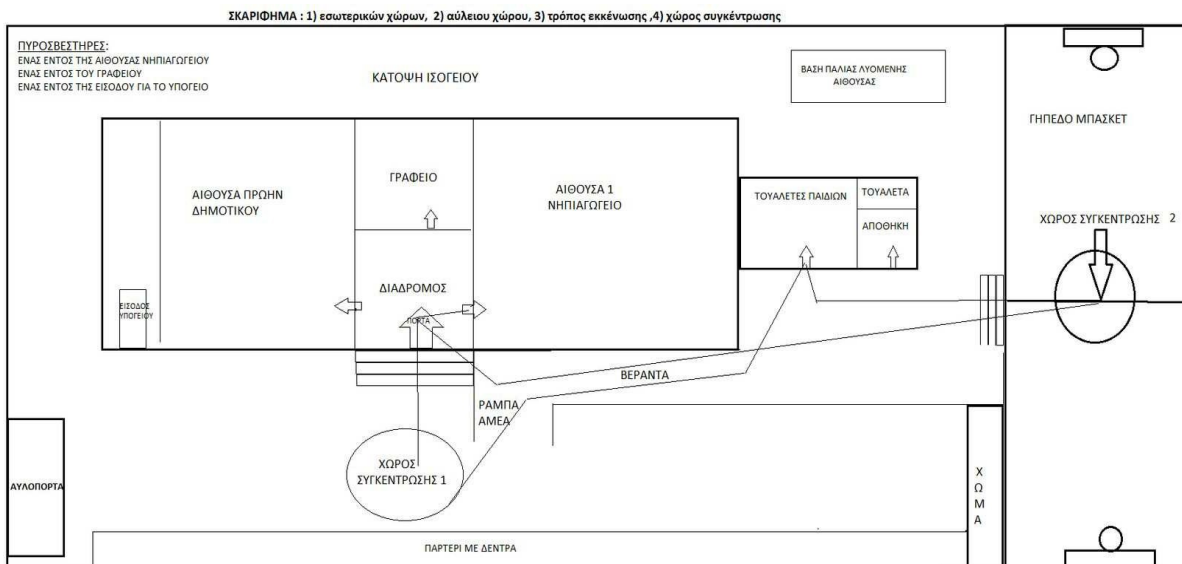 ΣΚΑΡΙΦΗΜΑ : 1) εσωτερικών χώρων, 2) αύλειου χώρου, 3) τρόπος εκκένωσης ,4) χώρος συγκέντρωσης
ΠΥΡΟΣΒΕΣΤΗΡΕΣ:
ΕΝΑΣ ΕΝΤΟΣ ΤΗΣ ΑΙΘΟΥΣΑΣ ΝΗΠΙΑΓΩΓΕΙΟΥ
ΕΝΑΣ ΕΝΤΟΣ ΤΟΥ ΓΡΑΦΕΙΟΥ
ΕΝΑΣ ΕΝΤΟΣ ΤΗΣ ΕΙΣΟΔΟΥ ΓΙΑ ΤΟ ΥΠΟΓΕΙΟ
ΚΑΤΟΨΗ ΙΣΟΓΕΙΟΥ
ΒΑΣΗ ΠΑΛΙΑΣ ΛΥΟΜΕΝΗΣ
ΑΙΘΟΥΣΑΣ
ΓΗΠΕΔΟ ΜΠΑΣΚΕΤ
ΑΙΘΟΥΣΑ ΠΡΩΗΝ
ΔΗΜΟΤΙΚΟΥ
ΓΡΑΦΕΙΟ
ΑΙΘΟΥΣΑ 1
ΝΗΠΙΑΓΩΓΕΙΟ
ΤΟΥΑΛΕΤΕΣ ΠΑΙΔΙΩΝ
ΤΟΥΑΛΕΤΑ
ΑΠΟΘΗΚΗ
ΧΩΡΟΣ ΣΥΓΚΕΝΤΡΩΣΗΣ 2
ΔΙΑΔΡΟΜΟΣ
ΕΙΣΟΔΟΣ
ΥΠΟΓΕΙΟΥ
ΠΟΡΤΑ
ΒΕΡΑΝΤΑ
ΡΑΜΠΑ
ΑΜΕΑ
ΧΩΡΟΣ
ΣΥΓΚΕΝΤΡΩΣΗΣ 1
ΑΥΛΟΠΟΡΤΑ
Χ
Ω
Μ
Α
ΠΑΡΤΕΡΙ ΜΕ ΔΕΝΤΡΑ